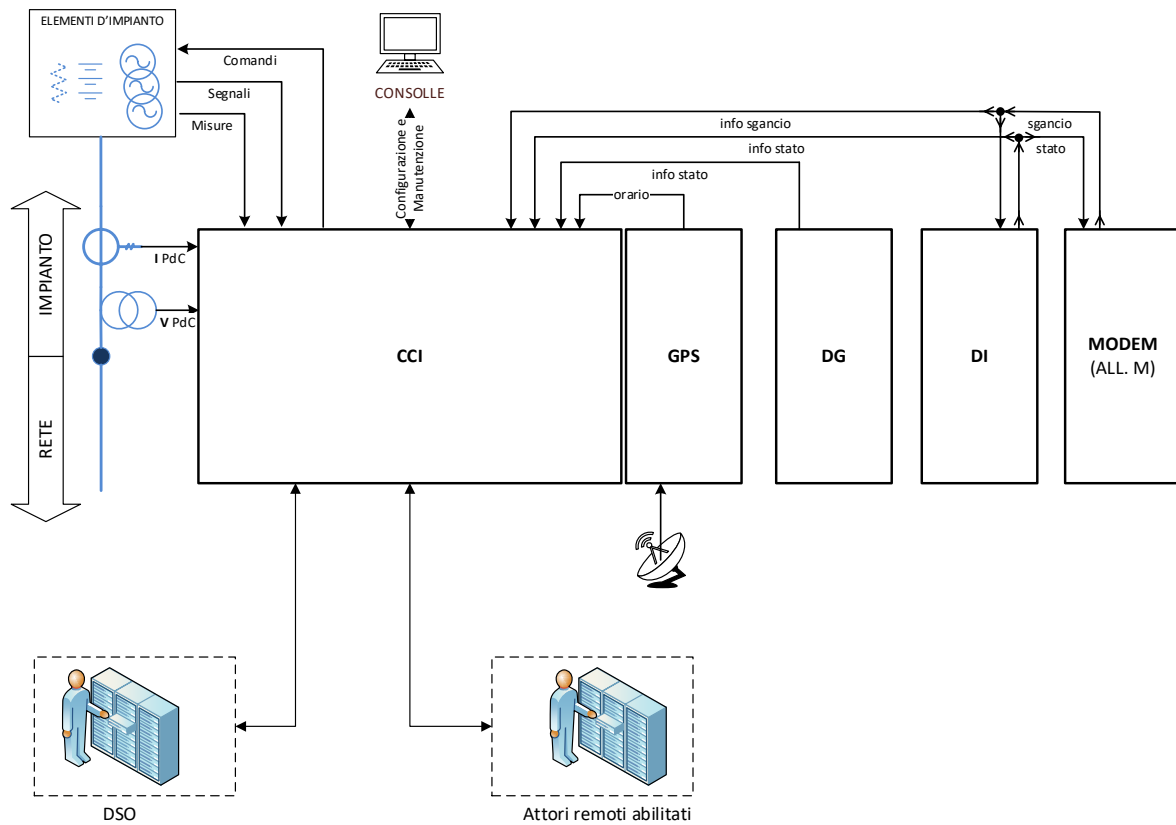 ELEMENTI D'IMPIANTO
Comandi
Segnali
Misure
CONSOLLE
Configurazione e
Manutenzione
info sgancio
sgancio
info stato
stato
info stato
orario
IMPIANTO
RETE
I PdC
V PdC
CCI
GPS
DG
DI
MODEM
(ALL. M)
DSO
Attori remoti abilitati